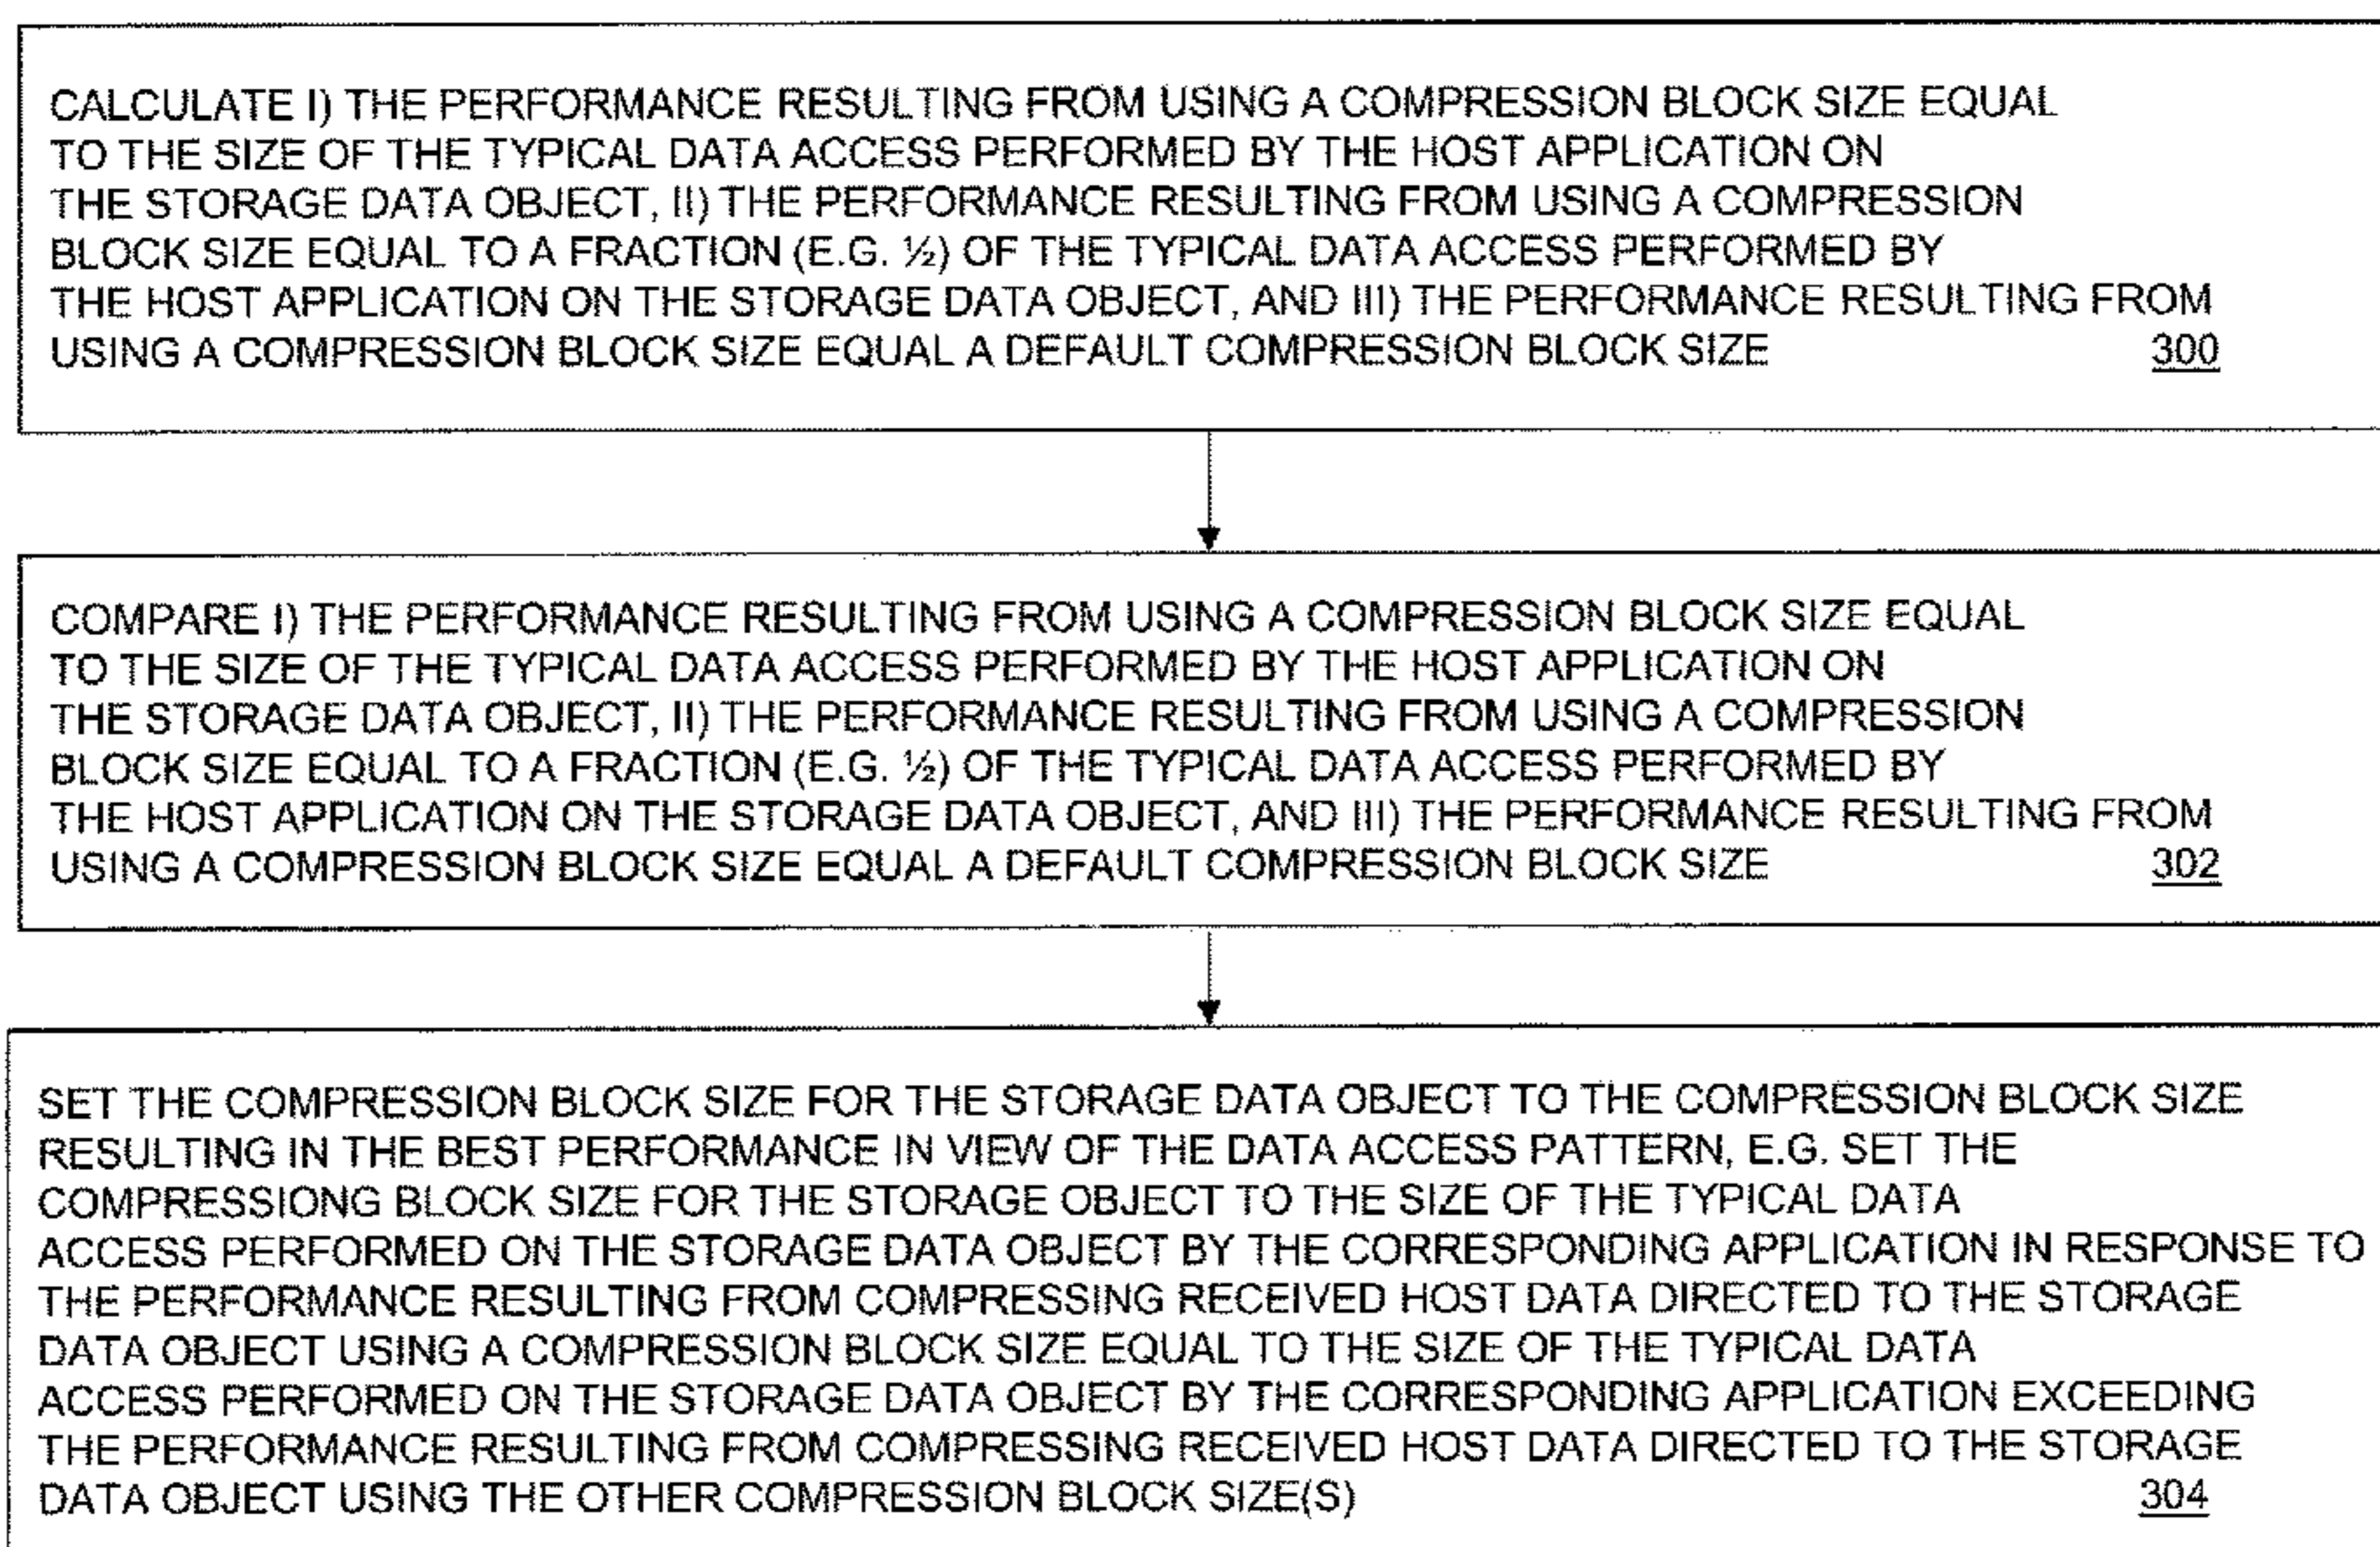 CALCULATE I) THE PERFORMANCE RESULTING FROM USING A COMPRESSION BLOCK SIZE EQUAL
TO THE SIZE OF THE TYPICAL DATA ACCESS PERFORMED BY THE HOST APPLICATION ON
THE STORAGE DATA OBJECT, II) THE PERFORMANCE RESULTING FROM USING A COMPRESSION
BLOCK SIZE EQUAL TO A FRACTION (E.G. ½) OF THE TYPICAL DATA ACCESS PERFORMED BY
THE HOST APPLICATION ON THE STORAGE DATA OBJECT, AND III) THE PERFORMANCE RESULTING FROM
USING A COMPRESSION BLOCK SIZE EQUAL A DEFAULT COMPRESSION BLOCK SIZE 300
COMPARE I) THE PERFORMANCE RESULTING FROM USING A COMPRESSION BLOCK SIZE EQUAL
TO THE SIZE OF THE TYPICAL DATA ACCESS PERFORMED BY THE HOST APPLICATION ON
THE STORAGE DATA OBJECT, II) THE PERFORMANCE RESULTING FROM USING A COMPRESSION
BLOCK SIZE EQUAL TO A FRACTION (E.G. ½) OF THE TYPICAL DATA ACCESS PERFORMED BY
THE HOST APPLICATION ON THE STORAGE DATA OBJECT, AND III) THE PERFORMANCE RESULTING FROM
USING A COMPRESSION BLOCK SIZE EQUAL A DEFAULT COMPRESSION BLOCK SIZE 302
SET THE COMPRESSION BLOCK SIZE FOR THE STORAGE DATA OBJECT TO THE COMPRESSION BLOCK SIZE
RESULTING IN THE BEST PERFORMANCE IN VIEW OF THE DATA ACCESS PATTERN, E.G. SET THE
COMPRESSIONG BLOCK SIZE FOR THE STORAGE OBJECT TO THE SIZE OF THE TYPICAL DATA
ACCESS PERFORMED ON THE STORAGE DATA OBJECT BY THE CORRESPONDING APPLICATION IN RESPONSE TO
THE PERFORMANCE RESULTING FROM COMPRESSING RECEIVED HOST DATA DIRECTED TO THE STORAGE
DATA OBJECT USING A COMPRESSION BLOCK SIZE EQUAL TO THE SIZE OF THE TYPICAL DATA
ACCESS PERFORMED ON THE STORAGE DATA OBJECT BY THE CORRESPONDING APPLICATION EXCEEDING
THE PERFORMANCE RESULTING FROM COMPRESSING RECEIVED HOST DATA DIRECTED TO THE STORAGE
DATA OBJECT USING THE OTHER COMPRESSION BLOCK SIZE(S) 304